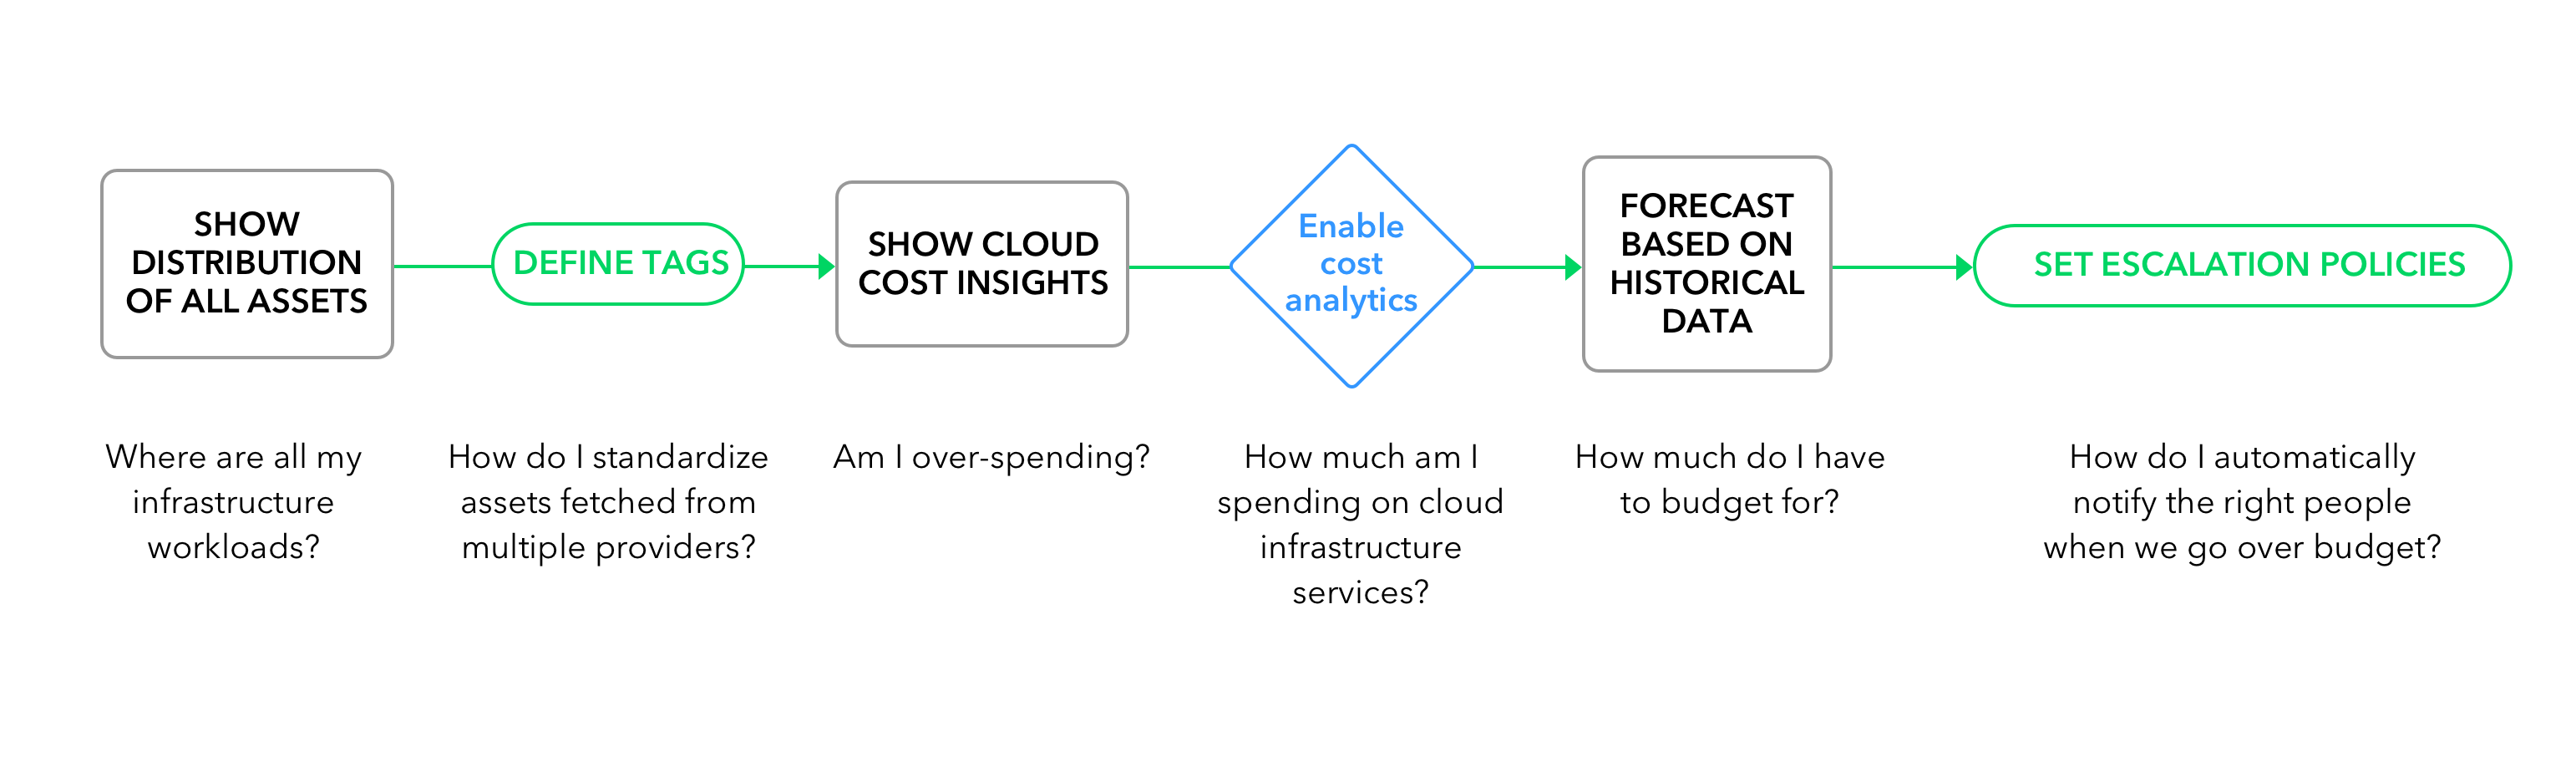 SHOW
DISTRIBUTION
OF ALL ASSETS
DEFINE TAGS
SHOW CLOUD
COST INSIGHTS
Enable
cost
analytics
FORECAST
BASED ON
HISTORICAL
DATA
SET ESCALATION POLICIES
Where are all my
infrastructure
workloads?
How do I standardize
assets fetched from
multiple providers?
Am I over-spending?
How much am I
spending on cloud
infrastructure
services?
How much do I have
to budget for?
How do I automatically
notify the right people
when we go over budget?